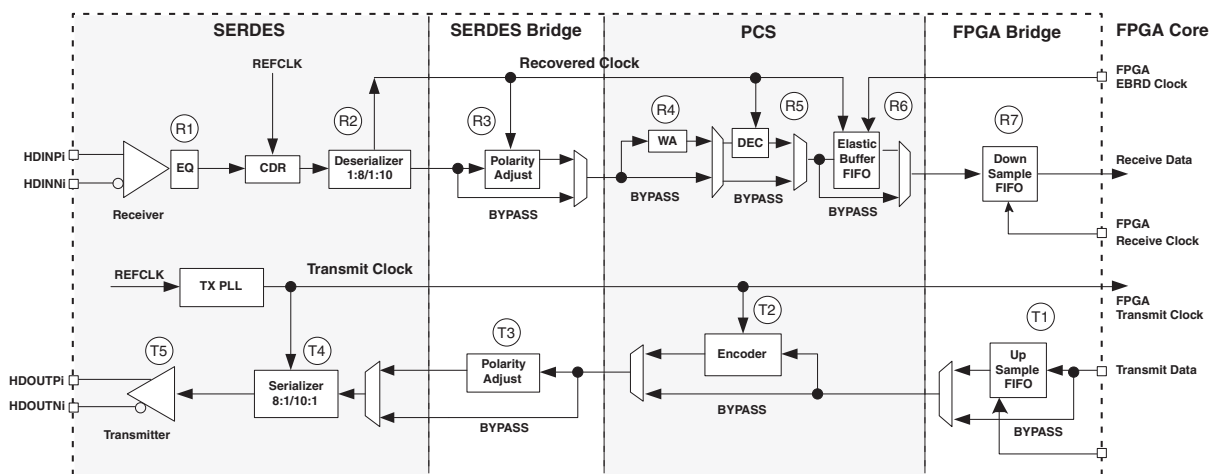 SERDES
SERDES Bridge
PCS
FPGA Bridge
FPGA Core
REFCLK
Recovered Clock
FPGA
EBRD Clock
R1
R2
R3
R4
R5
R6
R7
HDINPi
HDINNi
EQ
CDR
Deserializer
1:8/1:10
Polarity
Adjust
WA
DEC
Elastic
Buffer
FIFO
Down
Sample
FIFO
Receive Data
Receiver
BYPASS
BYPASS
BYPASS
BYPASS
FPGA
Receive Clock
REFCLK
TX PLL
Transmit Clock
FPGA
Transmit Clock
T5
T4
T3
T2
T1
HDOUTPi
HDOUTNi
Transmitter
Serializer
8:1/10:1
Polarity
Adjust
Encoder
Up
Sample
FIFO
Transmit Data
BYPASS
BYPASS
BYPASS